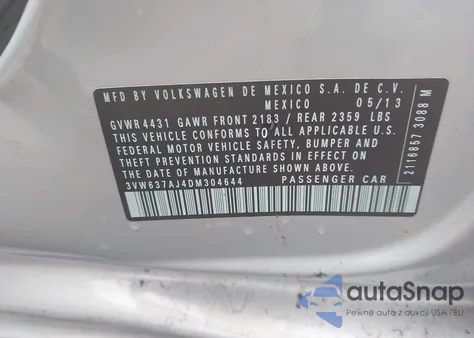 MFD BY VOLKSWAGEN DE MEXICO S.A. DE C.V.
MEXICO 05/13
GVWR 4431 GAWR FRONT 2183 / REAR 2359 LBS
THIS VEHICLE CONFORMS TO ALL APPLICABLE U.S.
FEDERAL MOTOR VEHICLE SAFETY, BUMPER AND
THEFT PREVENTION STANDARDS IN EFFECT ON THE
DATE OF MANUFACTURE SHOWN ABOVE.
3VW637AJ4DM304644 PASSENGER CAR
2116857 3088 M
autoSnap
Pewne auto z aukcji USA i EU